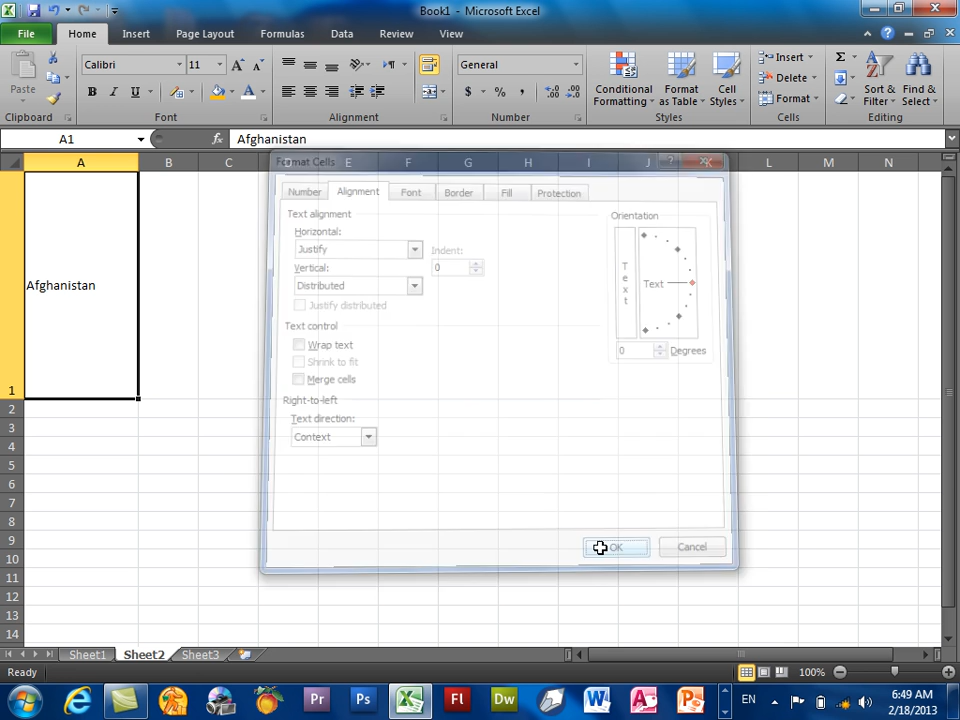 Book1 - Microsoft Excel
File Home Insert Page Layout Formulas Data Review View
Calibri 11 General
Paste
B I U
$ % ,
Conditional Formatting
Format as Table
Cell Styles
Insert
Delete
Format
Sort & Filter
Find & Select
Clipboard Font Alignment Number Styles Cells Editing
A1 fx Afghanistan
A B C D E F G H I J K L M N
Format Cells
Number Alignment Font Border Fill Protection
Text alignment
Horizontal:
Justify
Indent:
Vertical:
0
Distributed
Justify distributed
Text control
Wrap text
Shrink to fit
Merge cells
Right-to-left
Text direction:
Context
Orientation
Text
Text
0 Degrees
OK Cancel
Afghanistan
1
2
3
4
5
6
7
8
9
10
11
12
13
14
Sheet1 Sheet2 Sheet3
Ready 100%
Pr Ps Fl Dw EN
6:49 AM
2/18/2013